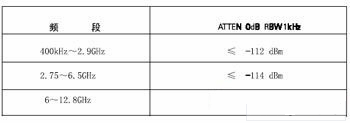 频 段 ATTEN 0dB RBW1kHz
400kHz~2.9GHz ≤ -112 dBm
2.75~6.5GHz ≤ -114 dBm
6~12.8GHz